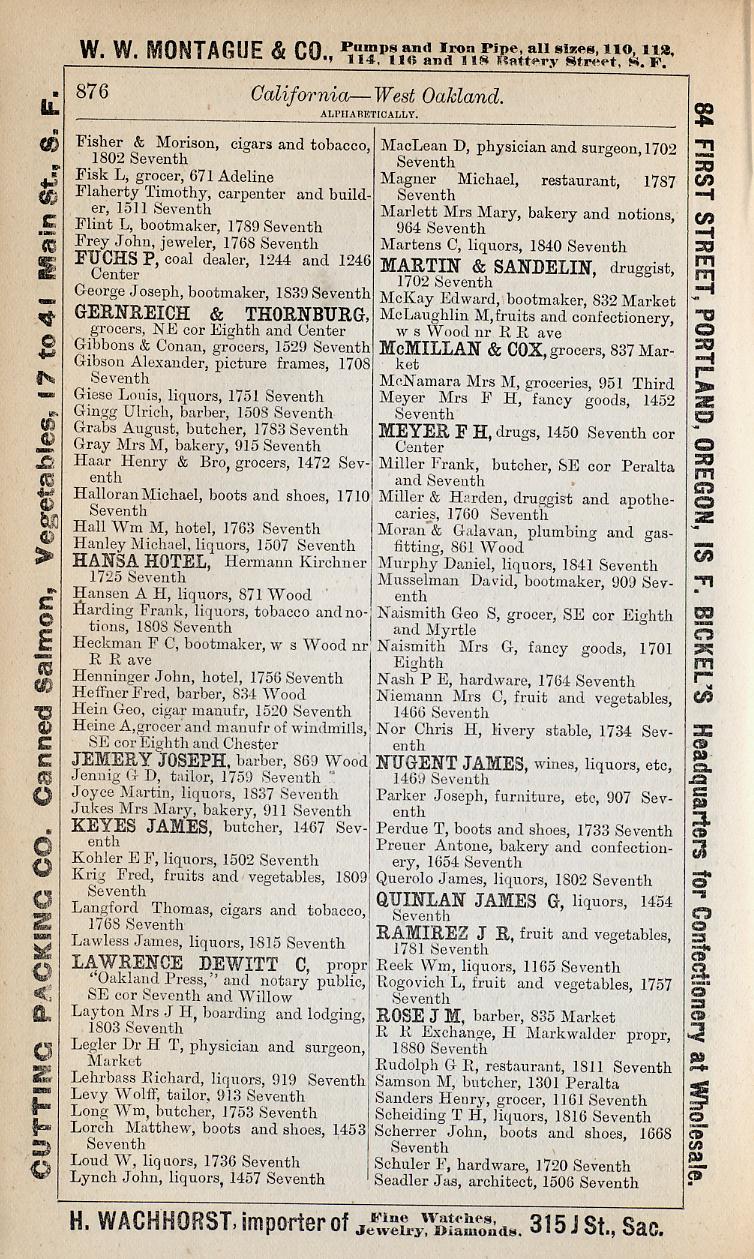 W. W. MONTAGUE & CO., Pumps and Iron Pipe, all sizes, 110, 112,
114, 116 and 118 Battery Street, S. F.
876
California—West Oakland.
ALPHABETICALLY.
Fisher & Morison, cigars and tobacco,
1802 Seventh
Fisk L, grocer, 671 Adeline
Flaherty Timothy, carpenter and build-
er, 1511 Seventh
Flint L, bootmaker, 1789 Seventh
Frey John, jeweler, 1768 Seventh
FUCHS P, coal dealer, 1244 and 1246
Center
George Joseph, bootmaker, 1839 Seventh
GERNREICH & THORNBURG,
grocers, NE cor Eighth and Center
Gibbons & Conan, grocers, 1529 Seventh
Gibson Alexander, picture frames, 1708
Seventh
Giese Louis, liquors, 1751 Seventh
Gingg Ulrich, barber, 1508 Seventh
Grabs August, butcher, 1783 Seventh
Gray Mrs M, bakery, 915 Seventh
Haar Henry & Bro, grocers, 1472 Sev-
enth
Halloran Michael, boots and shoes, 1710
Seventh
Hall Wm M, hotel, 1763 Seventh
Hanley Michael, liquors, 1507 Seventh
HANSA HOTEL, Hermann Kirchner
1725 Seventh
Hansen A H, liquors, 871 Wood
Harding Frank, liquors, tobacco and no-
tions, 1808 Seventh
Heckman F C, bootmaker, w s Wood nr
R R ave
Henninger John, hotel, 1756 Seventh
Heffner Fred, barber, 834 Wood
Hein Geo, cigar manufr, 1520 Seventh
Heine A, grocer and manufr of windmills,
SE cor Eighth and Chester
JEMERY JOSEPH, barber, 869 Wood
Jennig G D, tailor, 1759 Seventh
Joyce Martin, liquors, 1837 Seventh
Jukes Mrs Mary, bakery, 911 Seventh
KEYES JAMES, butcher, 1467 Sev-
enth
Kohler E F, liquors, 1502 Seventh
Krig Fred, fruits and vegetables, 1809
Seventh
Langford Thomas, cigars and tobacco,
1768 Seventh
Lawless James, liquors, 1815 Seventh
LAWRENCE DEWITT C, propr
"Oakland Press," and notary public,
SE cor Seventh and Willow
Layton Mrs J H, boarding and lodging,
1803 Seventh
Legler Dr H T, physician and surgeon,
Market
Lehrbass Richard, liquors, 919 Seventh
Levy Wolff, tailor, 913 Seventh
Long Wm, butcher, 1753 Seventh
Lorch Matthew, boots and shoes, 1453
Seventh
Loud W, liquors, 1736 Seventh
Lynch John, liquors, 1457 Seventh
MacLean D, physician and surgeon, 1702
Seventh
Magner Michael, restaurant, 1787
Seventh
Marlett Mrs Mary, bakery and notions,
964 Seventh
Martens C, liquors, 1840 Seventh
MARTIN & SANDELIN, druggist,
1702 Seventh
McKay Edward, bootmaker, 832 Market
McLaughlin M, fruits and confectionery,
w s Wood nr R R ave
McMILLAN & COX, grocers, 837 Mar-
ket
McNamara Mrs M, groceries, 951 Third
Meyer Mrs F H, fancy goods, 1452
Seventh
MEYER F H, drugs, 1450 Seventh cor
Center
Miller Frank, butcher, SE cor Peralta
and Seventh
Miller & Harden, druggist and apothe-
caries, 1760 Seventh
Moran & Galavan, plumbing and gas-
fitting, 861 Wood
Murphy Daniel, liquors, 1841 Seventh
Musselman David, bootmaker, 909 Sev-
enth
Naismith Geo S, grocer, SE cor Eighth
and Myrtle
Naismith Mrs G, fancy goods, 1701
Eighth
Nash P E, hardware, 1764 Seventh
Niemann Mrs C, fruit and vegetables,
1466 Seventh
Nor Chris H, livery stable, 1734 Sev-
enth
NUGENT JAMES, wines, liquors, etc,
1469 Seventh
Parker Joseph, furniture, etc, 907 Sev-
enth
Perdue T, boots and shoes, 1733 Seventh
Preuer Antone, bakery and confection-
ery, 1654 Seventh
Querolo James, liquors, 1802 Seventh
QUINLAN JAMES G, liquors, 1454
Seventh
RAMIREZ J R, fruit and vegetables,
1781 Seventh
Reek Wm, liquors, 1165 Seventh
Rogovich L, fruit and vegetables, 1757
Seventh
ROSE J M, barber, 835 Market
R R Exchange, H Markwalder propr,
1880 Seventh
Rudolph G R, restaurant, 1811 Seventh
Samson M, butcher, 1301 Peralta
Sanders Henry, grocer, 1161 Seventh
Scheiding T H, liquors, 1816 Seventh
Scherrer John, boots and shoes, 1668
Seventh
Schuler F, hardware, 1720 Seventh
Seadler Jas, architect, 1506 Seventh
CUTTING PACKING CO. Canned Salmon, Vegetables, 17 to 41 Main St., S. F.
84 FIRST STREET, PORTLAND, OREGON, IS F. BICKEL'S Headquarters for Confectionery at Wholesale.
H. WACHHORST, importer of Fine Watches, Jewelry, Diamonds. 315 J St., Sac.